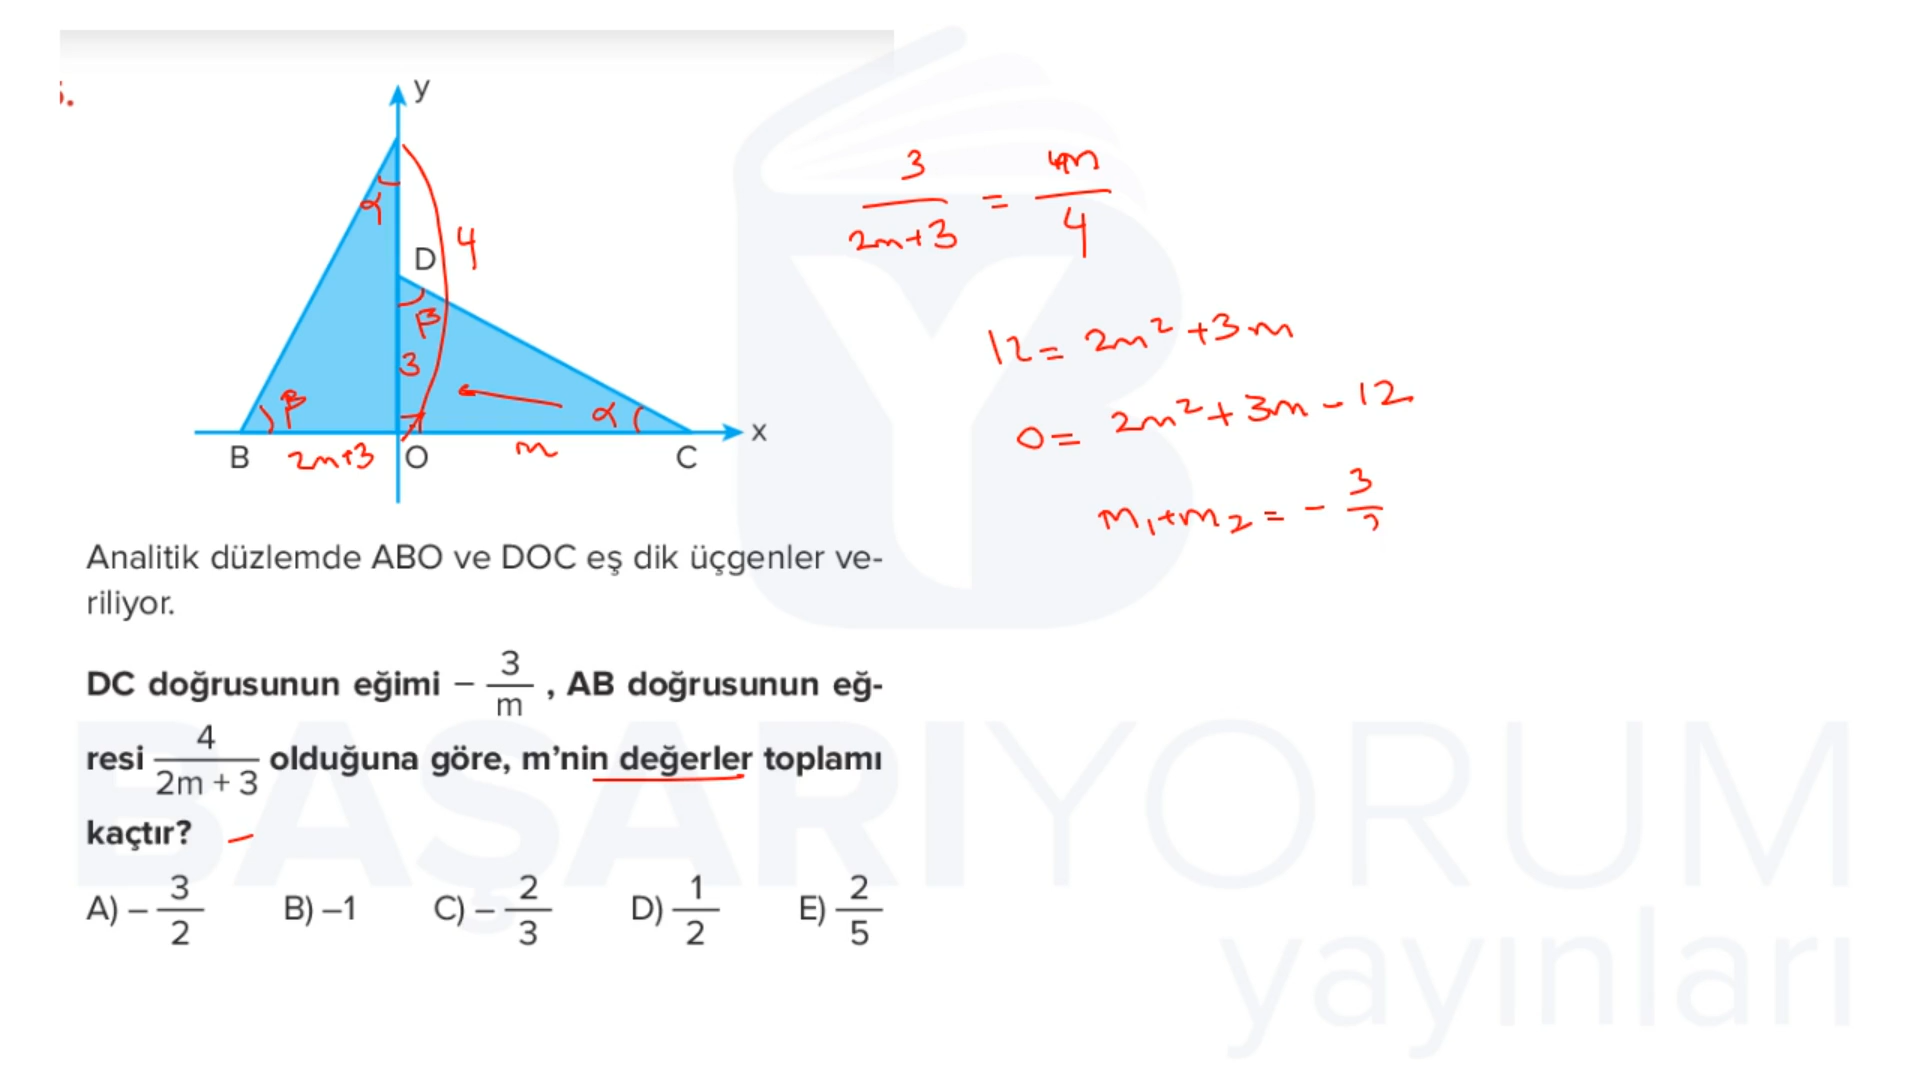 5.
y
α
D
4
β
3
β
α
x
B
2m+3
O
m
C
3/(2m+3) = m/4
12 = 2m² + 3m
0 = 2m² + 3m - 12
m₁+m₂ = - 3/2
Analitik düzlemde ABO ve DOC eş dik üçgenler ve-
riliyor.
DC doğrusunun eğimi – 3/m , AB doğrusunun eğ-
resi 4/(2m + 3) olduğuna göre, m’nin değerler toplamı
kaçtır?
A) – 3/2 B) –1 C) – 2/3 D) 1/2 E) 2/5
BAŞARIYORUM
yayınları